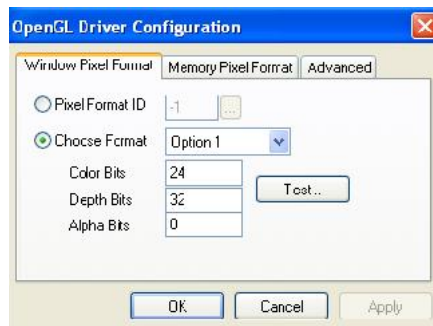 OpenGL Driver Configuration
Window Pixel Format Memory Pixel Format Advanced
Pixel Format ID -1 ...
Choose Format Option 1
Color Bits 24
Depth Bits 32
Test..
Alpha Bits 0
OK Cancel Apply